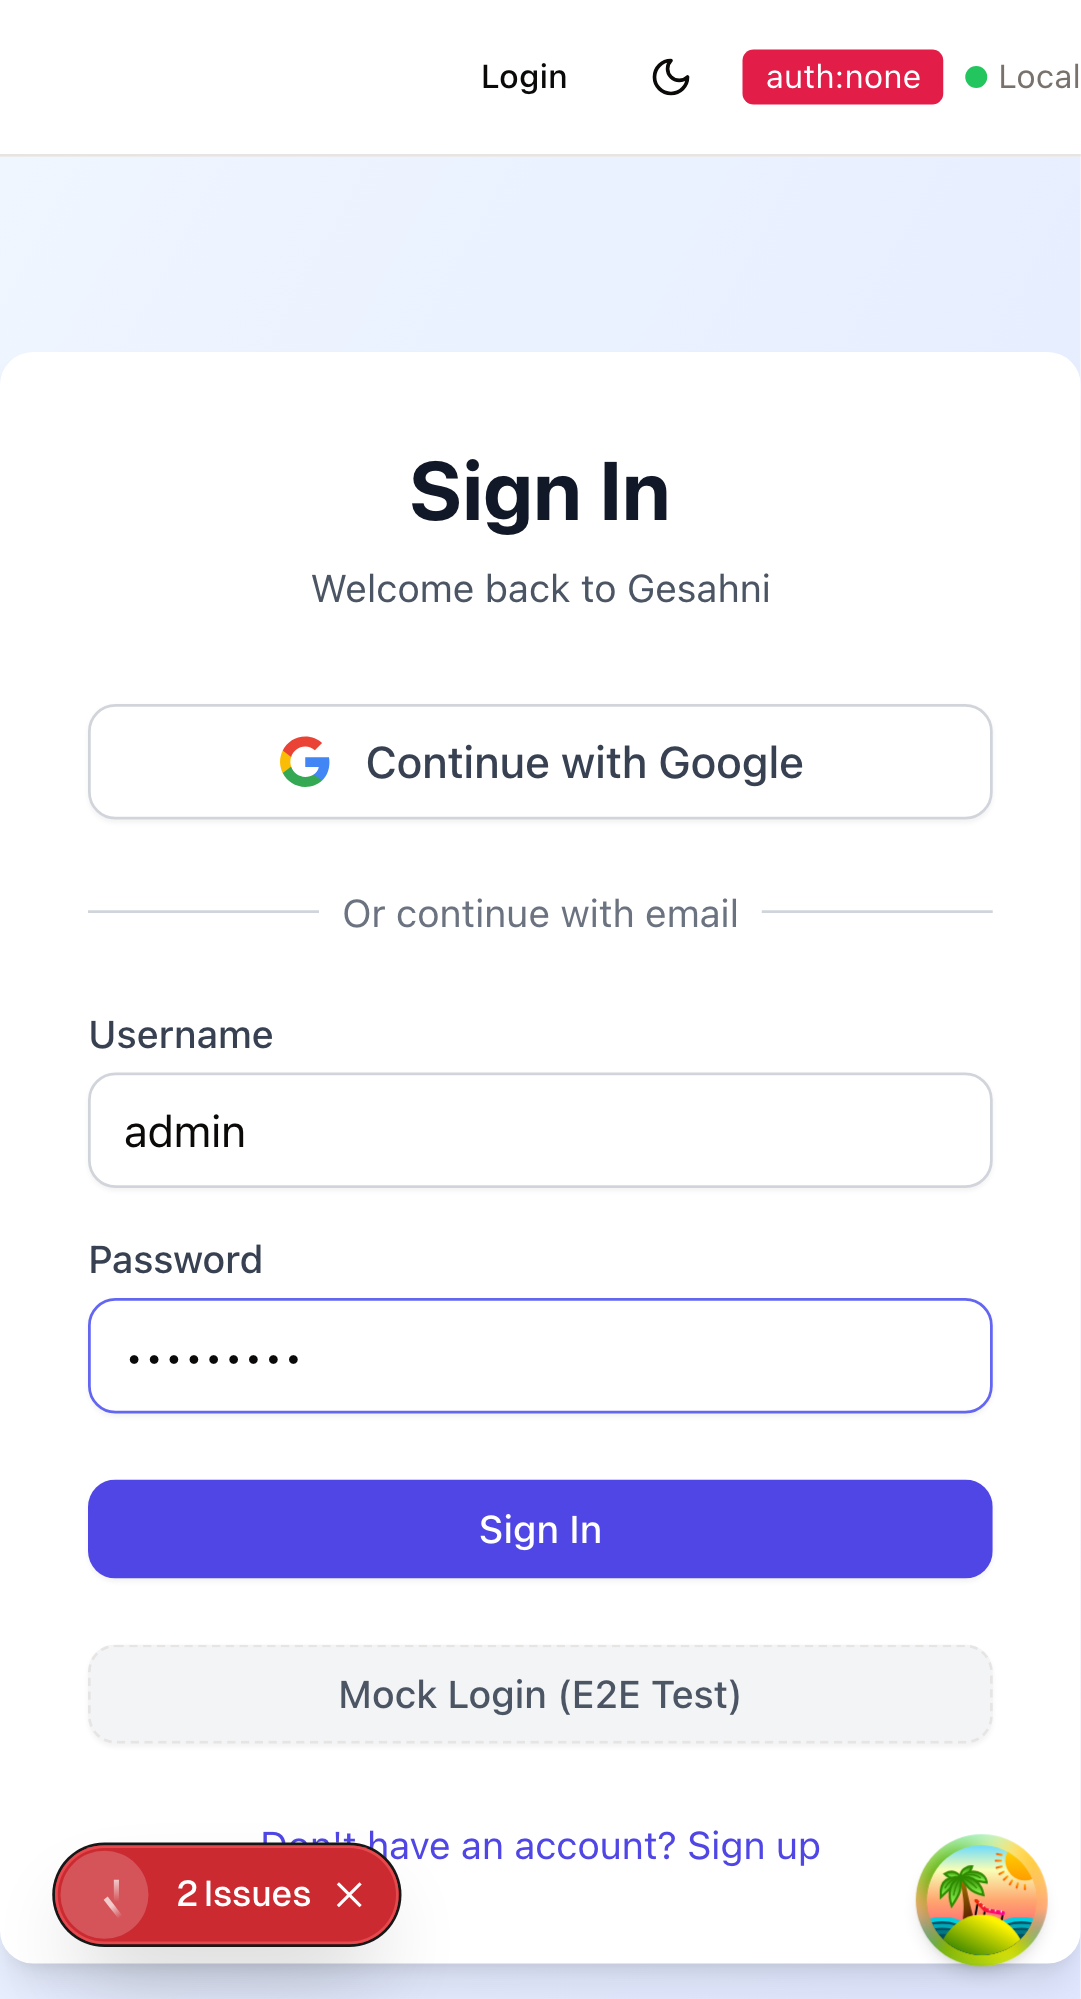 Login
auth:none
Local
Sign In
Welcome back to Gesahni
Continue with Google
Or continue with email
Username
admin
Password
Sign In
Mock Login (E2E Test)
Don't have an account? Sign up
2 Issues